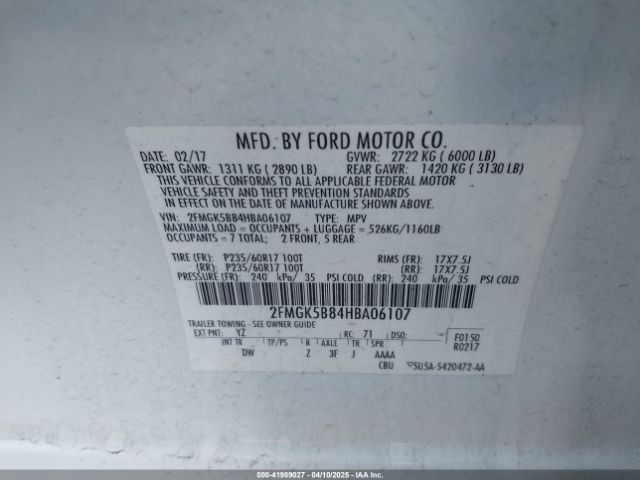 MFD. BY FORD MOTOR CO.
DATE: 02/17 GVWR: 2722 KG ( 6000 LB)
FRONT GAWR: 1311 KG ( 2890 LB) REAR GAWR: 1420 KG ( 3130 LB)
THIS VEHICLE CONFORMS TO ALL APPLICABLE FEDERAL MOTOR
VEHICLE SAFETY AND THEFT PREVENTION STANDARDS
IN EFFECT ON THE DATE OF MANUFACTURE SHOWN ABOVE.
VIN: 2FMGK5B84HBA06107 TYPE: MPV
MAXIMUM LOAD = OCCUPANTS + LUGGAGE = 526KG/1160LB
OCCUPANTS = 7 TOTAL; 2 FRONT, 5 REAR
TIRE (FR): P235/60R17 100T RIMS (FR): 17X7.5J
(RR): P235/60R17 100T (RR): 17X7.5J
PRESSURE (FR): 240 kPa/ 35 PSI COLD (RR): 240 kPa/ 35 PSI COLD
2FMGK5B84HBA06107
TRAILER TOWING - SEE OWNER GUIDE
EXT PNT: YZ RC: 71 DSO: F0150
INT TR TP/PS R AXLE TR SPR R0217
DW Z 3F J AAAA
CBU 5U5A-5420472-AA
000-41989027 - 04/10/2025 - IAA, Inc.